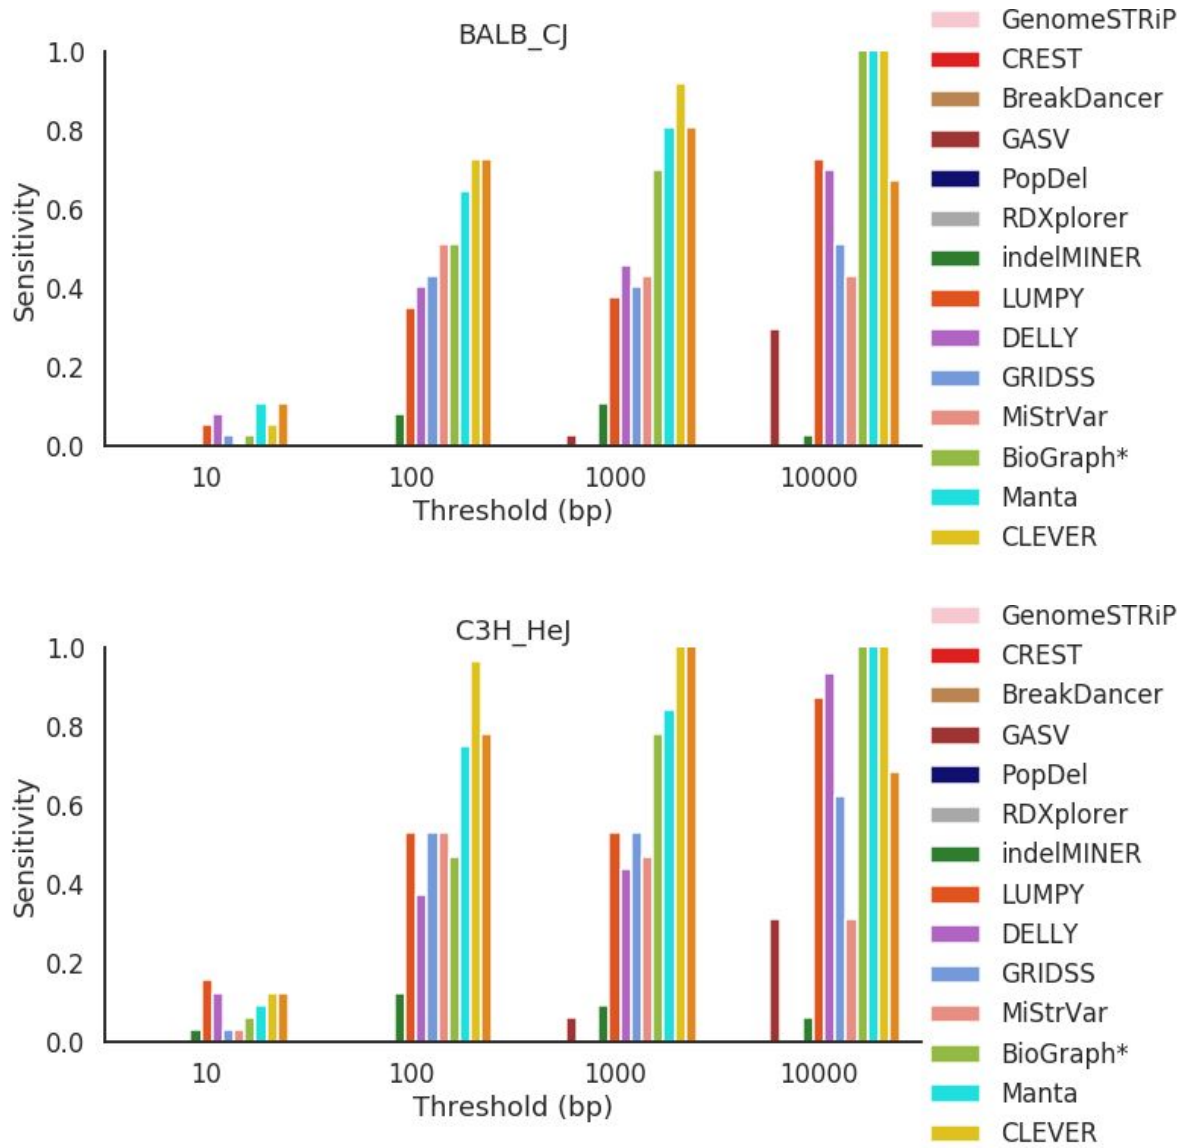 BALB_CJ
1.0
0.8
0.6
0.4
0.2
0.0
Sensitivity
10 100 1000 10000
Threshold (bp)
GenomeSTRiP
CREST
BreakDancer
GASV
PopDel
RDXplorer
indelMINER
LUMPY
DELLY
GRIDSS
MiStrVar
BioGraph*
Manta
CLEVER
C3H_HeJ
1.0
0.8
0.6
0.4
0.2
0.0
Sensitivity
10 100 1000 10000
Threshold (bp)
GenomeSTRiP
CREST
BreakDancer
GASV
PopDel
RDXplorer
indelMINER
LUMPY
DELLY
GRIDSS
MiStrVar
BioGraph*
Manta
CLEVER